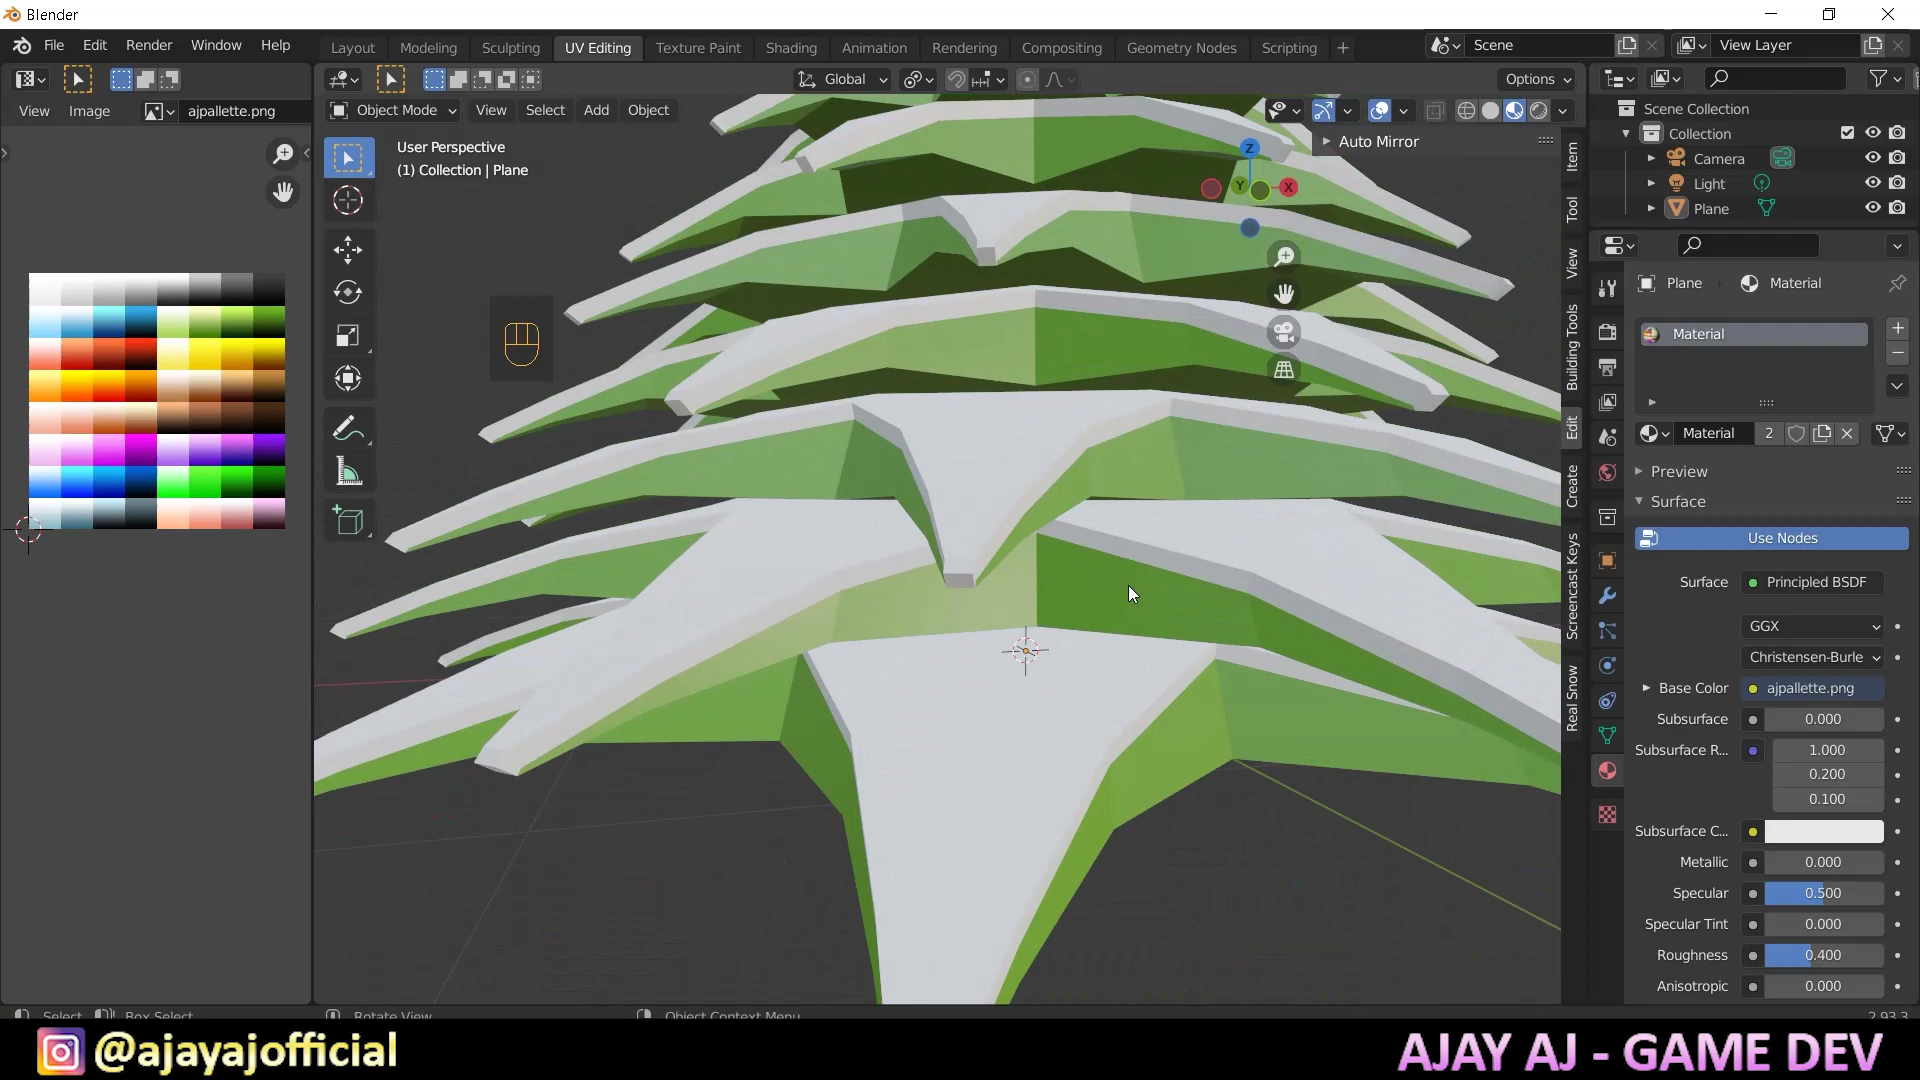 Blender
File Edit Render Window Help
Layout Modeling Sculpting UV Editing Texture Paint Shading Animation Rendering Compositing Geometry Nodes Scripting
Scene
View Layer
Global
Options
View Image ajpallette.png
Object Mode View Select Add Object
User Perspective
(1) Collection | Plane
Auto Mirror
Z
Y
X
Item
Tool
View
Building Tools
Edit
Create
Screencast Keys
Real Snow
Scene Collection
Collection
Camera
Light
Plane
Plane Material
Material
Material 2
Preview
Surface
Use Nodes
Surface Principled BSDF
GGX
Christensen-Burle
Base Color ajpallette.png
Subsurface 0.000
Subsurface R... 1.000
0.200
0.100
Subsurface C...
Metallic 0.000
Specular 0.500
Specular Tint 0.000
Roughness 0.400
Anisotropic 0.000
Select Box Select Rotate View Object Context Menu 2.93.3
@ajayajofficial
AJAY AJ - GAME DEV